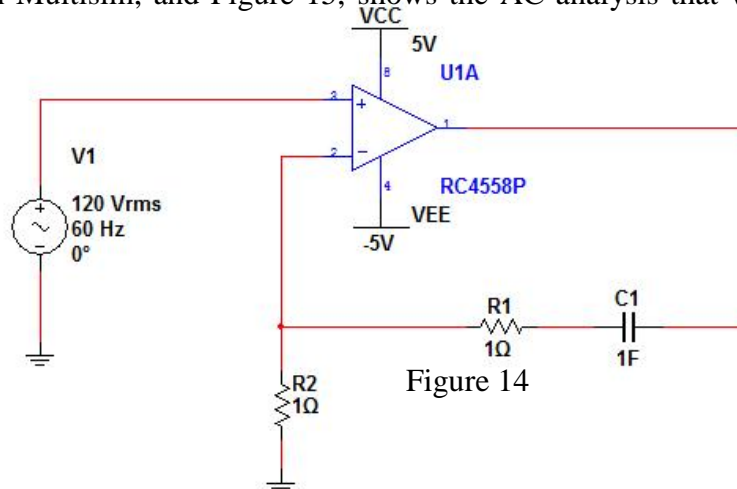 Multisim, and Figure 15, shows the AC analysis that
VCC
5V
8
U1A
3
+
1
2
−
4
RC4558P
VEE
-5V
V1
+
120 Vrms
60 Hz
0°
−
R1
1Ω
C1
1F
Figure 14
R2
1Ω